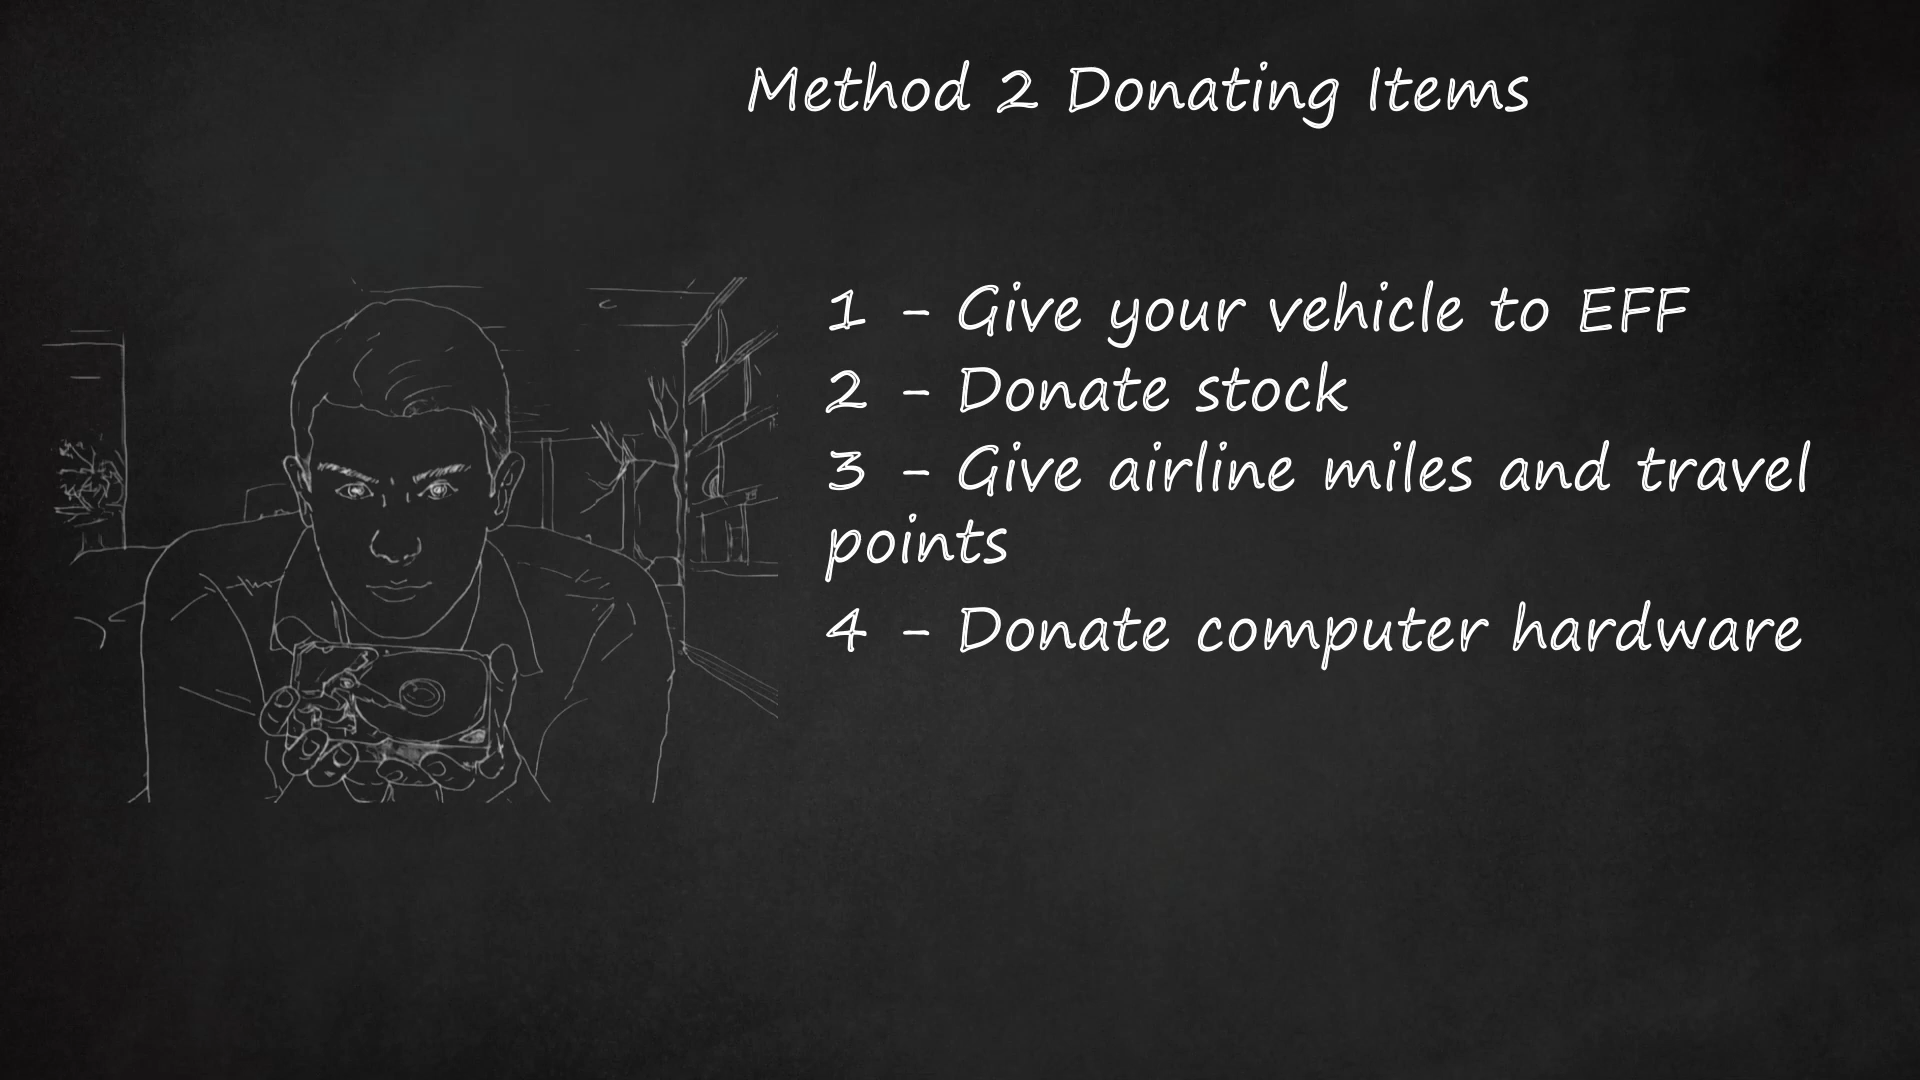 Method 2 Donating Items
1 - Give your vehicle to EFF
2 - Donate stock
3 - Give airline miles and travel
points
4 - Donate computer hardware